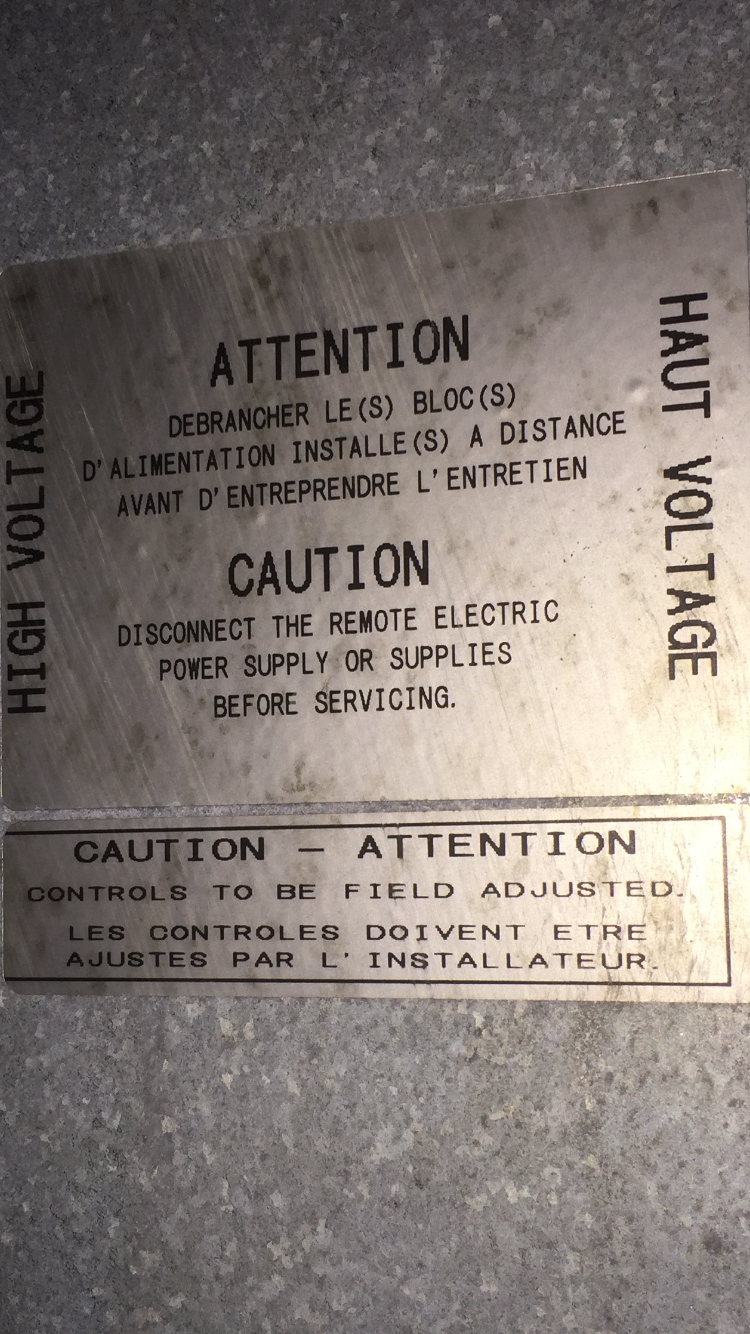 HIGH VOLTAGE
ATTENTION
DEBRANCHER LE(S) BLOC(S)
D'ALIMENTATION INSTALLE(S) A DISTANCE
AVANT D'ENTREPRENDRE L'ENTRETIEN
CAUTION
DISCONNECT THE REMOTE ELECTRIC
POWER SUPPLY OR SUPPLIES
BEFORE SERVICING.
HAUT VOLTAGE
CAUTION – ATTENTION
CONTROLS TO BE FIELD ADJUSTED.
LES CONTROLES DOIVENT ETRE
AJUSTES PAR L'INSTALLATEUR.